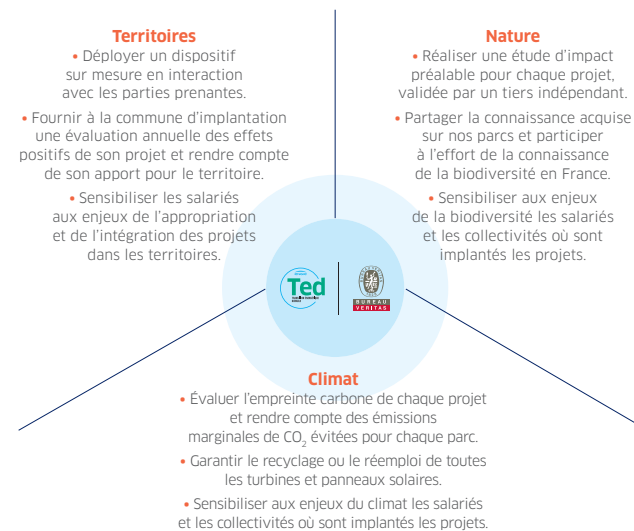 Territoires
• Déployer un dispositif
sur mesure en interaction
avec les parties prenantes.
• Fournir à la commune d'implantation
une évaluation annuelle des effets
positifs de son projet et rendre compte
de son apport pour le territoire.
• Sensibiliser les salariés
aux enjeux de l'appropriation
et de l'intégration des projets
dans les territoires.
Nature
• Réaliser une étude d'impact
préalable pour chaque projet,
validée par un tiers indépendant.
• Partager la connaissance acquise
sur nos parcs et participer
à l'effort de la connaissance
de la biodiversité en France.
• Sensibiliser aux enjeux
de la biodiversité les salariés
et les collectivités où sont
implantés les projets.
Ted
BUREAU
VERITAS
Climat
• Évaluer l'empreinte carbone de chaque projet
et rendre compte des émissions
marginales de CO₂ évitées pour chaque parc.
• Garantir le recyclage ou le réemploi de toutes
les turbines et panneaux solaires.
• Sensibiliser aux enjeux du climat les salariés
et les collectivités où sont implantés les projets.